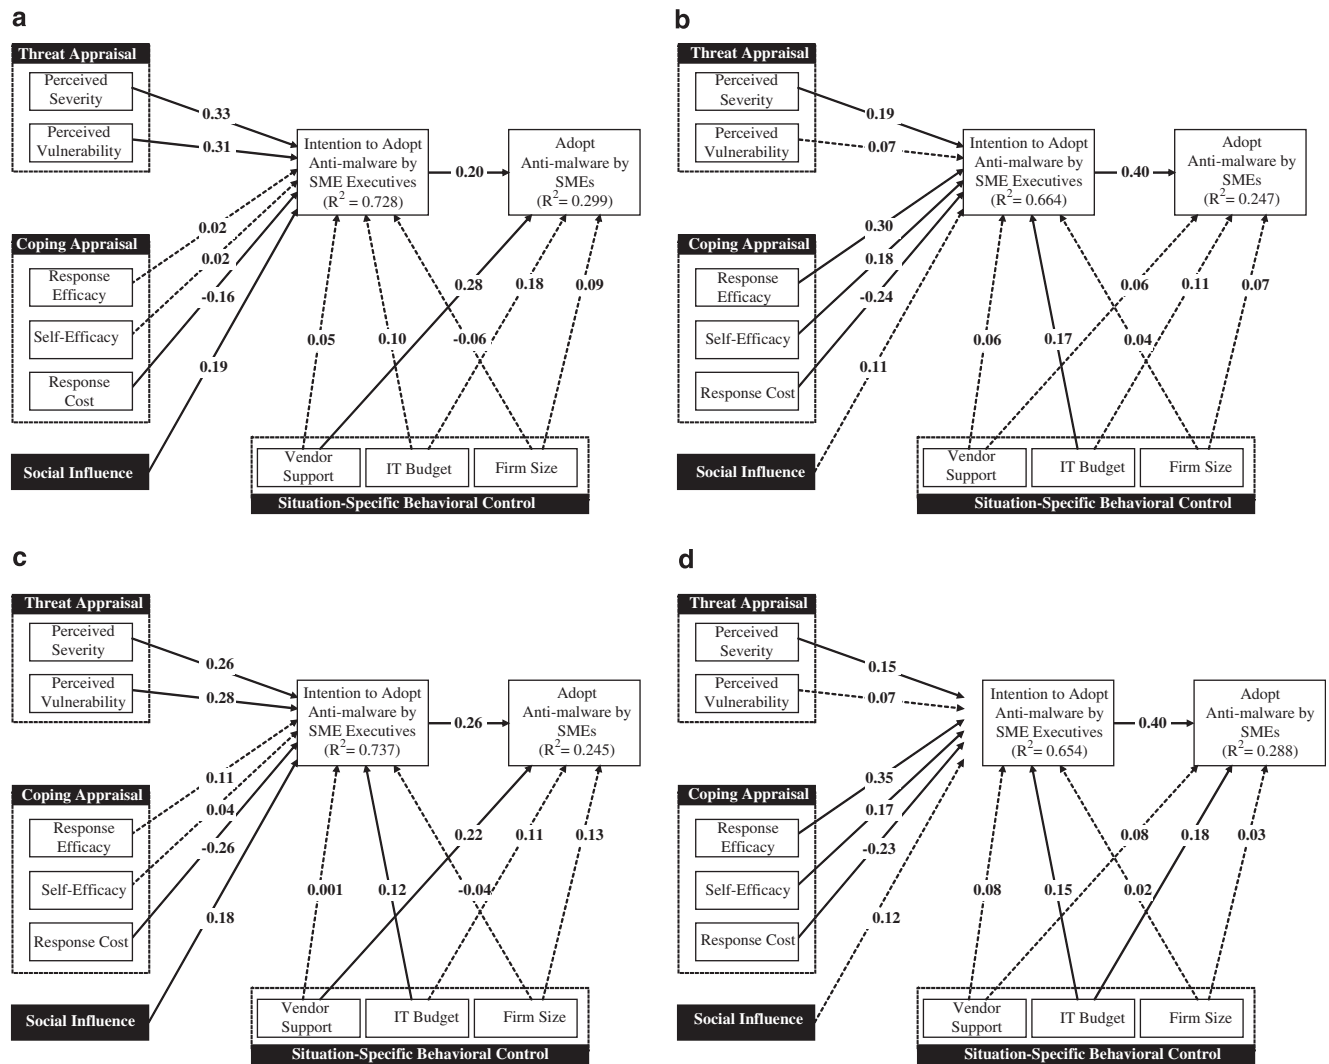 a
Threat Appraisal
Perceived
Severity
Perceived
Vulnerability
0.33
0.31
Intention to Adopt
Anti-malware by
SME Executives
(R² = 0.728)
0.20
Adopt
Anti-malware by
SMEs
(R² = 0.299)
Coping Appraisal
Response
Efficacy
Self-Efficacy
Response
Cost
0.02
0.02
-0.16
0.19
0.05
0.10
-0.06
0.28
0.18
0.09
Social Influence
Vendor
Support
IT Budget
Firm Size
Situation-Specific Behavioral Control
b
Threat Appraisal
Perceived
Severity
Perceived
Vulnerability
0.19
0.07
Intention to Adopt
Anti-malware by
SME Executives
(R² = 0.664)
0.40
Adopt
Anti-malware by
SMEs
(R² = 0.247)
Coping Appraisal
Response
Efficacy
Self-Efficacy
Response Cost
0.30
0.18
-0.24
0.11
0.06
0.17
0.04
0.06
0.11
0.07
Social Influence
Vendor
Support
IT Budget
Firm Size
Situation-Specific Behavioral Control
c
Threat Appraisal
Perceived
Severity
Perceived
Vulnerability
0.26
0.28
Intention to Adopt
Anti-malware by
SME Executives
(R²= 0.737)
0.26
Adopt
Anti-malware by
SMEs
(R² = 0.245)
Coping Appraisal
Response
Efficacy
Self-Efficacy
Response Cost
0.11
0.04
-0.26
0.18
0.001
0.12
-0.04
0.22
0.11
0.13
Social Influence
Vendor
Support
IT Budget
Firm Size
Situation-Specific Behavioral Control
d
Threat Appraisal
Perceived
Severity
Perceived
Vulnerability
0.15
0.07
Intention to Adopt
Anti-malware by
SME Executives
(R² = 0.654)
0.40
Adopt
Anti-malware by
SMEs
(R² = 0.288)
Coping Appraisal
Response
Efficacy
Self-Efficacy
Response Cost
0.35
0.17
-0.23
0.12
0.08
0.15
0.02
0.08
0.18
0.03
Social Influence
Vendor
Support
IT Budget
Firm Size
Situation-Specific Behavioral Control